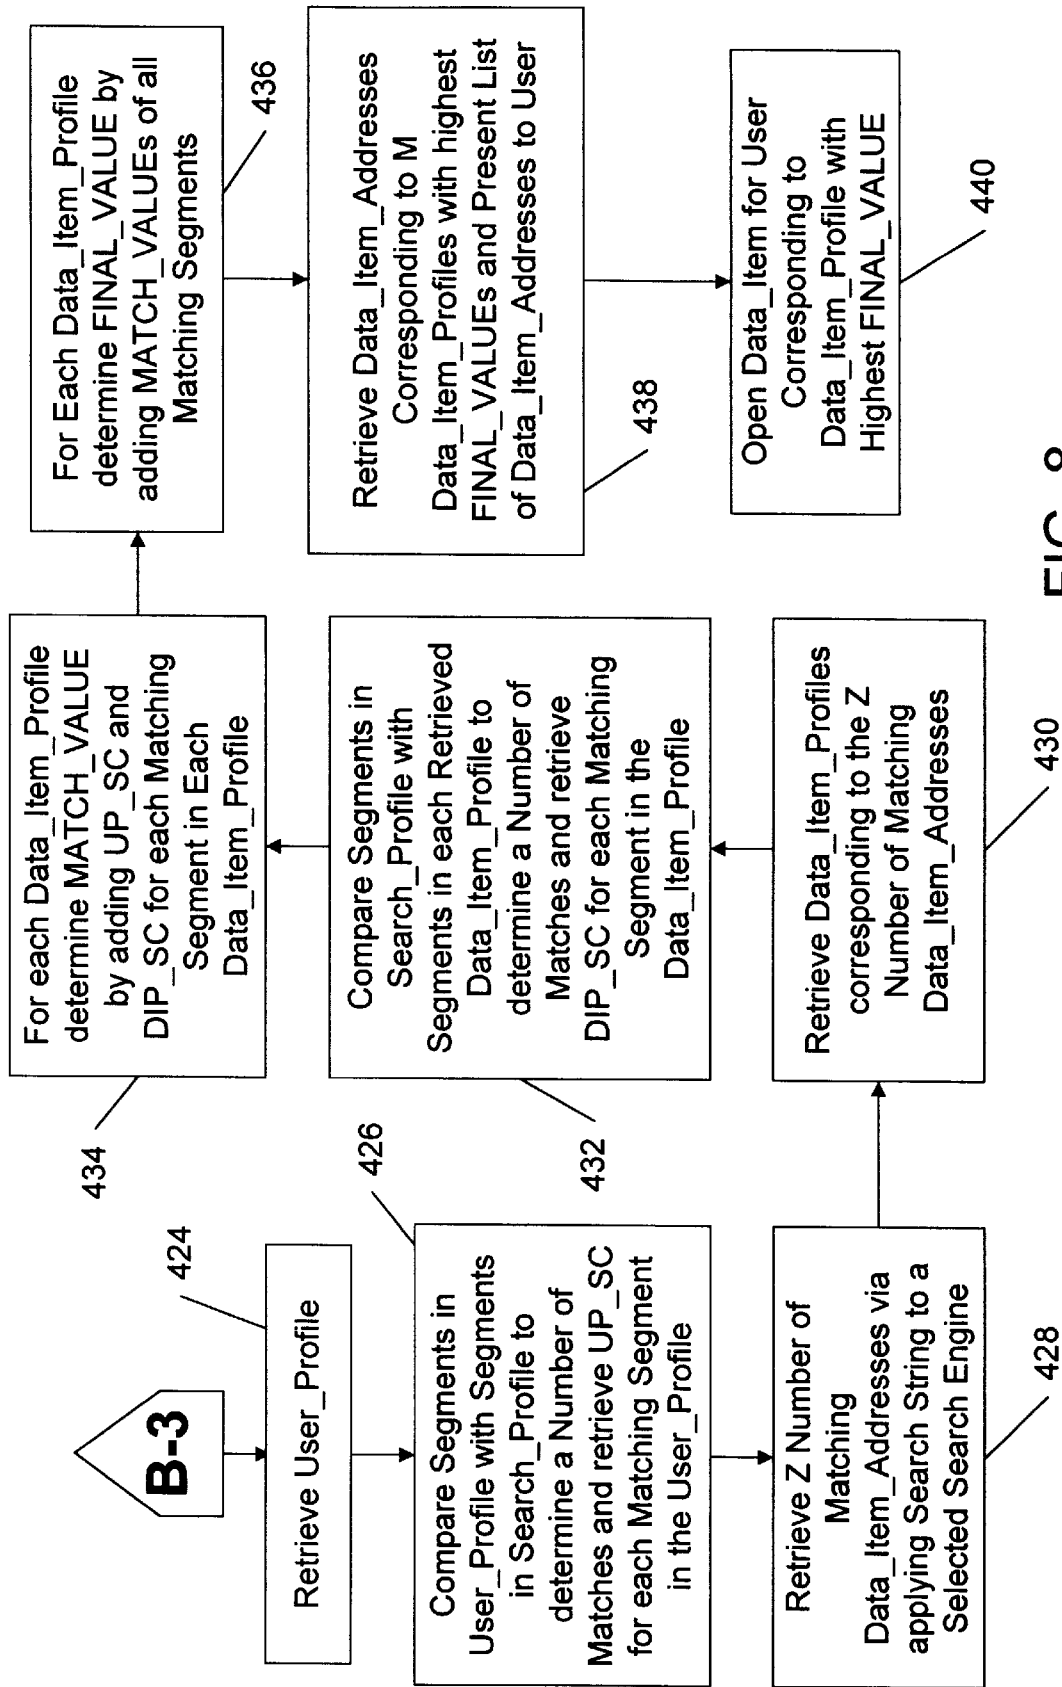 B-3
Retrieve User_Profile
424
Compare Segments in
User_Profile with Segments
in Search_Profile to
determine a Number of
Matches and retrieve UP_SC
for each Matching Segment
in the User_Profile
426
Retrieve Z Number of
Matching
Data_Item_Addresses via
applying Search String to a
Selected Search Engine
428
Retrieve Data_Item_Profiles
corresponding to the Z
Number of Matching
Data_Item_Addresses
430
Compare Segments in
Search_Profile with
Segments in each Retrieved
Data_Item_Profile to
determine a Number of
Matches and retrieve
DIP_SC for each Matching
Segment in the
Data_Item_Profile
432
For each Data_Item_Profile
determine MATCH_VALUE
by adding UP_SC and
DIP_SC for each Matching
Segment in Each
Data_Item_Profile
434
For Each Data_Item_Profile
determine FINAL_VALUE by
adding MATCH_VALUEs of all
Matching Segments
436
Retrieve Data_Item_Addresses
Corresponding to M
Data_Item_Profiles with highest
FINAL_VALUEs and Present List
of Data_Item_Addresses to User
438
Open Data_Item for User
Corresponding to
Data_Item_Profile with
Highest FINAL_VALUE
440